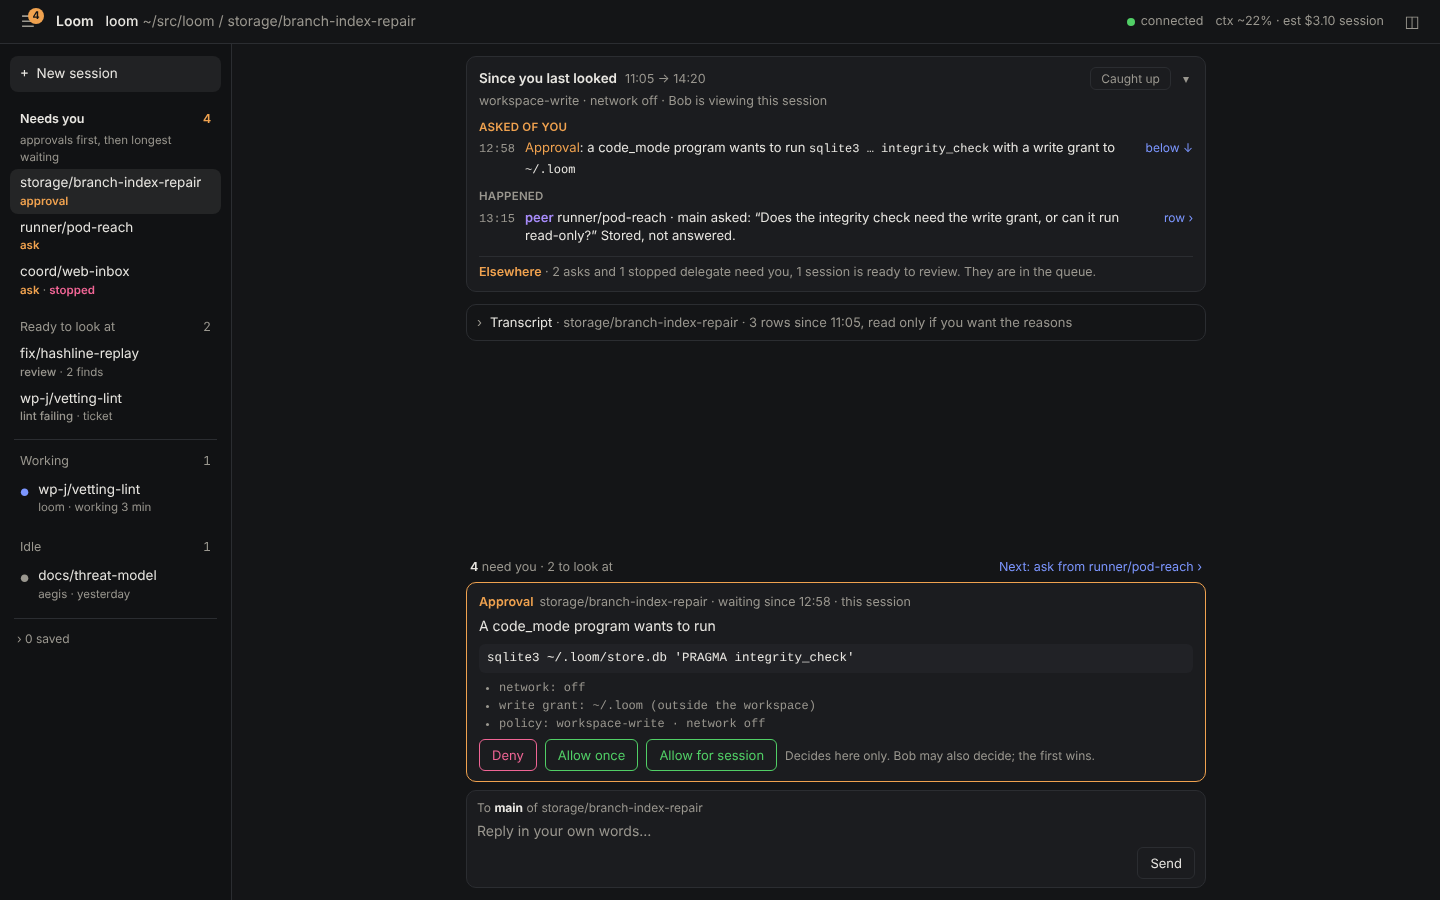 4
Loom loom ~/src/loom / storage/branch-index-repair
connected ctx ~22% · est $3.10 session
+ New session
Needs you 4
approvals first, then longest
waiting
storage/branch-index-repair
approval
runner/pod-reach
ask
coord/web-inbox
ask · stopped
Ready to look at 2
fix/hashline-replay
review · 2 finds
wp-j/vetting-lint
lint failing · ticket
Working 1
wp-j/vetting-lint
loom · working 3 min
Idle 1
docs/threat-model
aegis · yesterday
› 0 saved
Since you last looked 11:05 → 14:20
Caught up ▾
workspace-write · network off · Bob is viewing this session
ASKED OF YOU
12:58 Approval: a code_mode program wants to run sqlite3 … integrity_check with a write grant to below ↓
~/.loom
HAPPENED
13:15 peer runner/pod-reach · main asked: “Does the integrity check need the write grant, or can it run row ›
read-only?” Stored, not answered.
Elsewhere · 2 asks and 1 stopped delegate need you, 1 session is ready to review. They are in the queue.
› Transcript · storage/branch-index-repair · 3 rows since 11:05, read only if you want the reasons
4 need you · 2 to look at
Next: ask from runner/pod-reach ›
Approval storage/branch-index-repair · waiting since 12:58 · this session
A code_mode program wants to run
sqlite3 ~/.loom/store.db 'PRAGMA integrity_check'
• network: off
• write grant: ~/.loom (outside the workspace)
• policy: workspace-write · network off
Deny Allow once Allow for session Decides here only. Bob may also decide; the first wins.
To main of storage/branch-index-repair
Reply in your own words…
Send